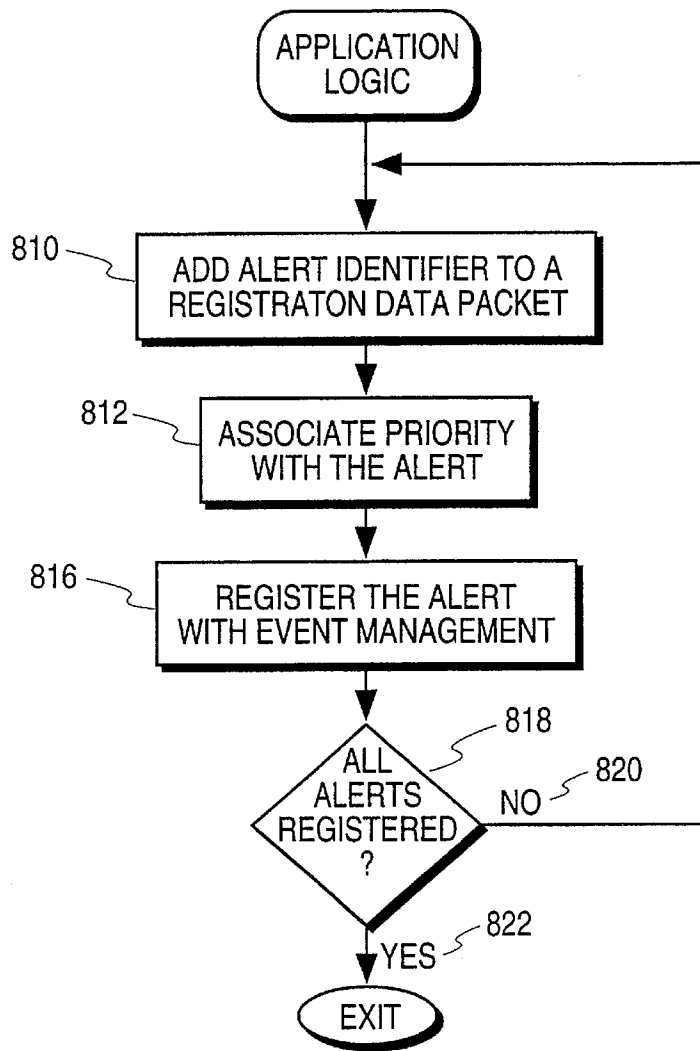 APPLICATION
LOGIC
810
ADD ALERT IDENTIFIER TO A
REGISTRATON DATA PACKET
812
ASSOCIATE PRIORITY
WITH THE ALERT
816
REGISTER THE ALERT
WITH EVENT MANAGEMENT
818
ALL
ALERTS
REGISTERED
?
820
NO
822
YES
EXIT